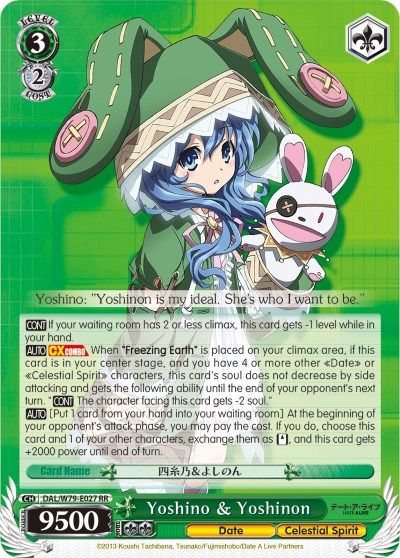 LEVEL
3
2
COST
Yoshino: "Yoshinon is my ideal. She's who I want to be."
CONT If your waiting room has 2 or less climax, this card gets -1 level while in
your hand.
AUTO CXCOMBO When "Freezing Earth" is placed on your climax area, if this
card is in your center stage, and you have 4 or more other «Date» or
«Celestial Spirit» characters, this card's soul does not decrease by side
attacking and gets the following ability until the end of your opponent's next
turn. "CONT The character facing this card gets -2 soul."
AUTO [Put 1 card from your hand into your waiting room] At the beginning of
your opponent's attack phase, you may pay the cost. If you do, choose this
card and 1 of your other characters, exchange them as [], and this card gets
+2000 power until end of turn.
Card Name 四糸乃&よしのん
CH DAL/W79-E027 RR
POWER 9500
Yoshino & Yoshinon
デート・ア・ライブ
DATE A LIVE
Date Celestial Spirit
©2013 Koushi Tachibana, Tsunako/Fujimishobo/Date A Live Partners